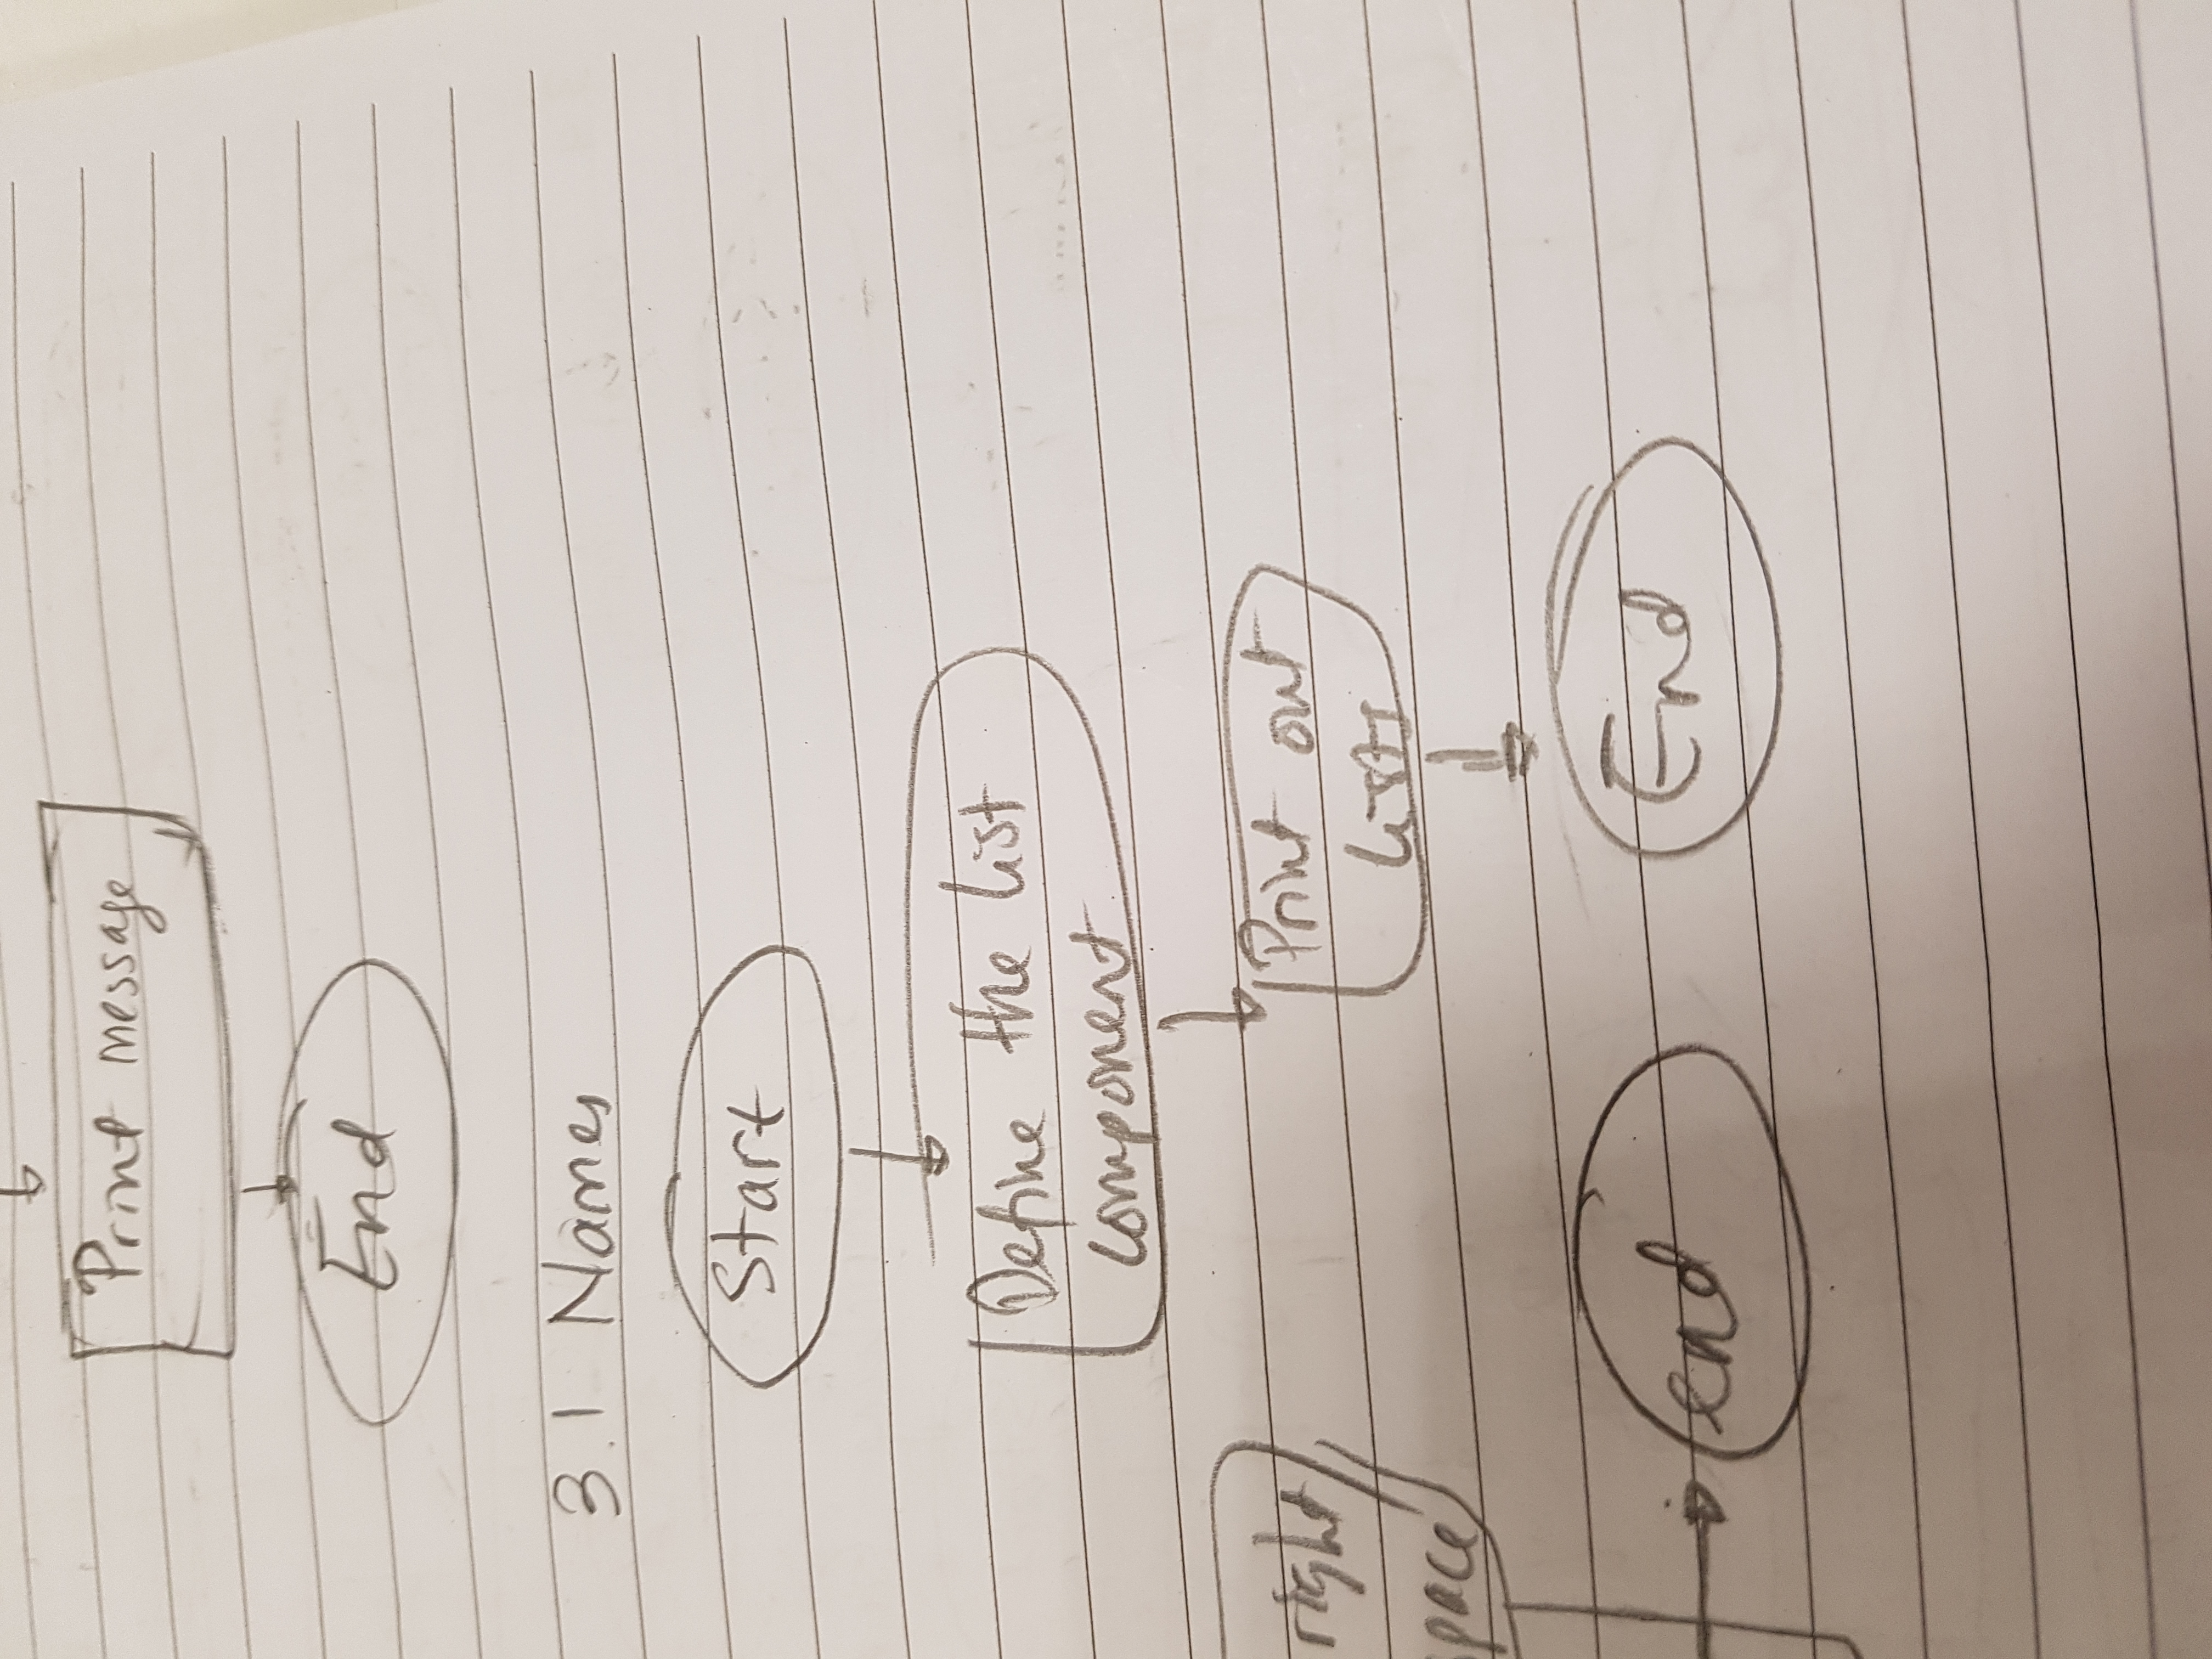 Print message
End
3.1 Names
Start
Define the list
component
Print out
lists
right
space
end
End